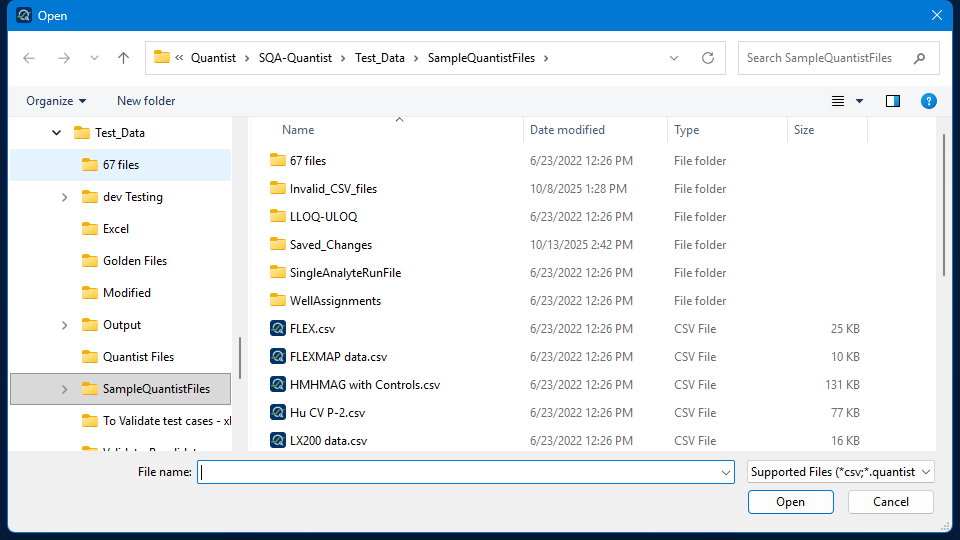 Open
« Quantist > SQA-Quantist > Test_Data > SampleQuantistFiles >
Search SampleQuantistFiles
Organize New folder
Test_Data
67 files
dev Testing
Excel
Golden Files
Modified
Output
Quantist Files
SampleQuantistFiles
To Validate test cases - xl
Name Date modified Type Size
67 files 6/23/2022 12:26 PM File folder
Invalid_CSV_files 10/8/2025 1:28 PM File folder
LLOQ-ULOQ 6/23/2022 12:26 PM File folder
Saved_Changes 10/13/2025 2:42 PM File folder
SingleAnalyteRunFile 6/23/2022 12:26 PM File folder
WellAssignments 6/23/2022 12:26 PM File folder
FLEX.csv 6/23/2022 12:26 PM CSV File 25 KB
FLEXMAP data.csv 6/23/2022 12:26 PM CSV File 10 KB
HMHMAG with Controls.csv 6/23/2022 12:26 PM CSV File 131 KB
Hu CV P-2.csv 6/23/2022 12:26 PM CSV File 77 KB
LX200 data.csv 6/23/2022 12:26 PM CSV File 16 KB
File name:
Supported Files (*csv;*.quantist
Open Cancel